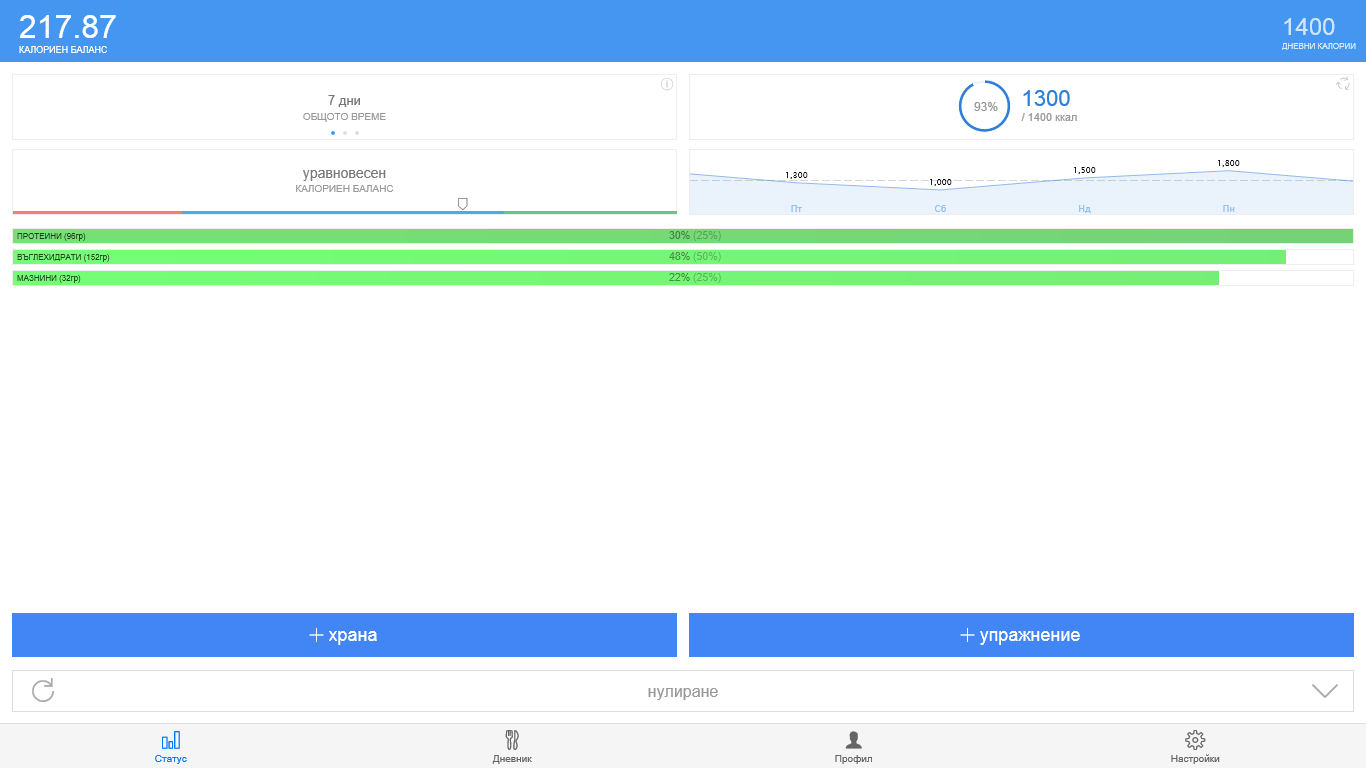 217.87
КАЛОРИЕН БАЛАНС
1400
ДНЕВНИ КАЛОРИИ
7 дни
ОБЩОТО ВРЕМЕ
93%
1300
/ 1400 ккал
уравновесен
КАЛОРИЕН БАЛАНС
1,300 1,000 1,500 1,800
Пт Сб Нд Пн
ПРОТЕИНИ (96гр) 30% (25%)
ВЪГЛЕХИДРАТИ (152гр) 48% (50%)
МАЗНИНИ (32гр) 22% (25%)
+ храна
+ упражнение
нулиране
Статус Дневник Профил Настройки